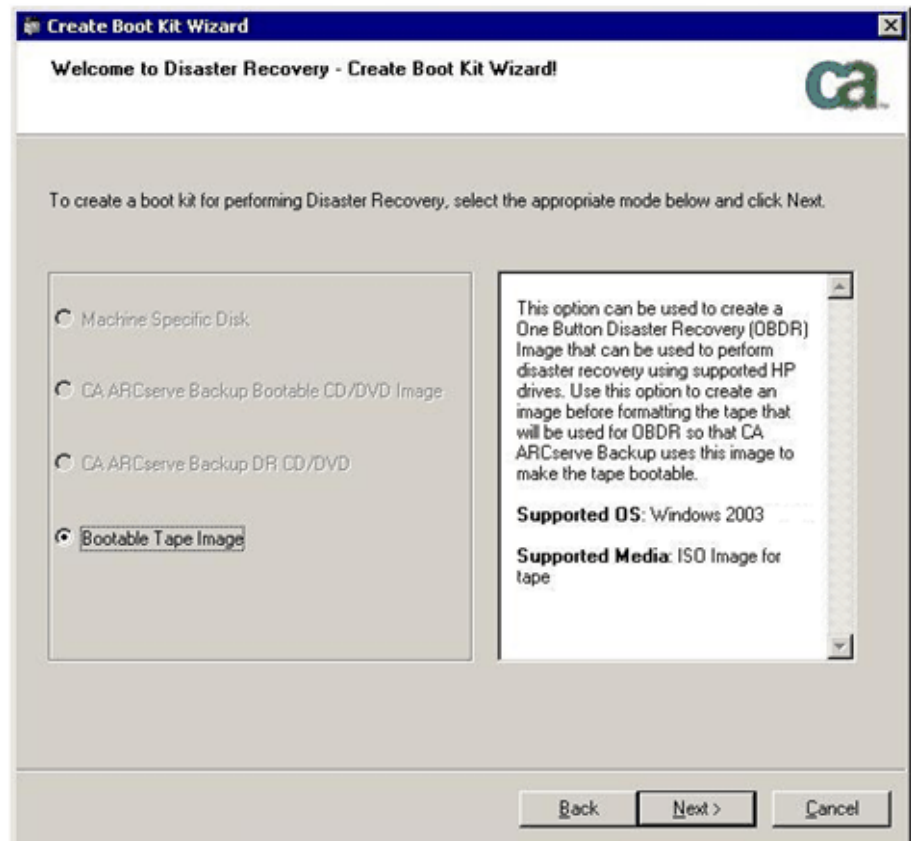 Create Boot Kit Wizard
Welcome to Disaster Recovery - Create Boot Kit Wizard!
ca
To create a boot kit for performing Disaster Recovery, select the appropriate mode below and click Next.
Machine Specific Disk
CA ARCserve Backup Bootable CD/DVD Image
CA ARCserve Backup DR CD/DVD
Bootable Tape Image
This option can be used to create a
One Button Disaster Recovery (OBDR)
Image that can be used to perform
disaster recovery using supported HP
drives. Use this option to create an
image before formatting the tape that
will be used for OBDR so that CA
ARCserve Backup uses this image to
make the tape bootable.
Supported OS: Windows 2003
Supported Media: ISO Image for
tape
Back
Next >
Cancel